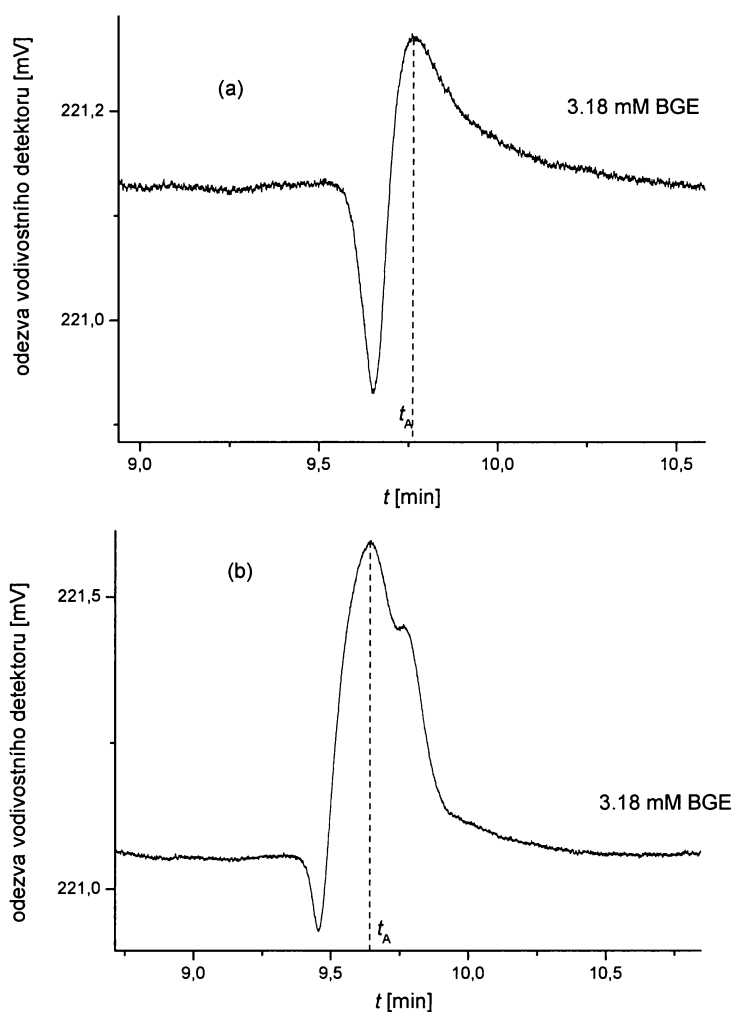 odezva vodivostního detektoru [mV]
(a)
3.18 mM BGE
221,2
221,0
tA
9,0 9,5 10,0 10,5
t [min]
odezva vodivostního detektoru [mV]
(b)
221,5
3.18 mM BGE
221,0
tA
9,0 9,5 10,0 10,5
t [min]